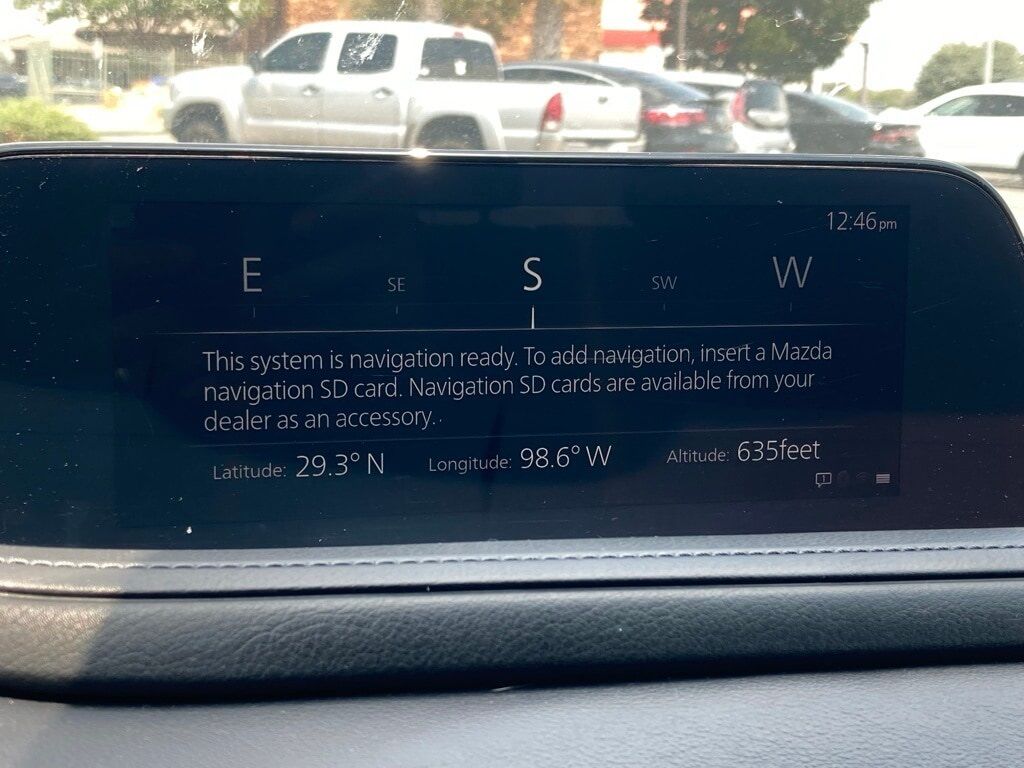 12:46 pm
E SE S SW W
This system is navigation ready. To add navigation, insert a Mazda
navigation SD card. Navigation SD cards are available from your
dealer as an accessory.
Latitude: 29.3° N Longitude: 98.6° W Altitude: 635feet
1